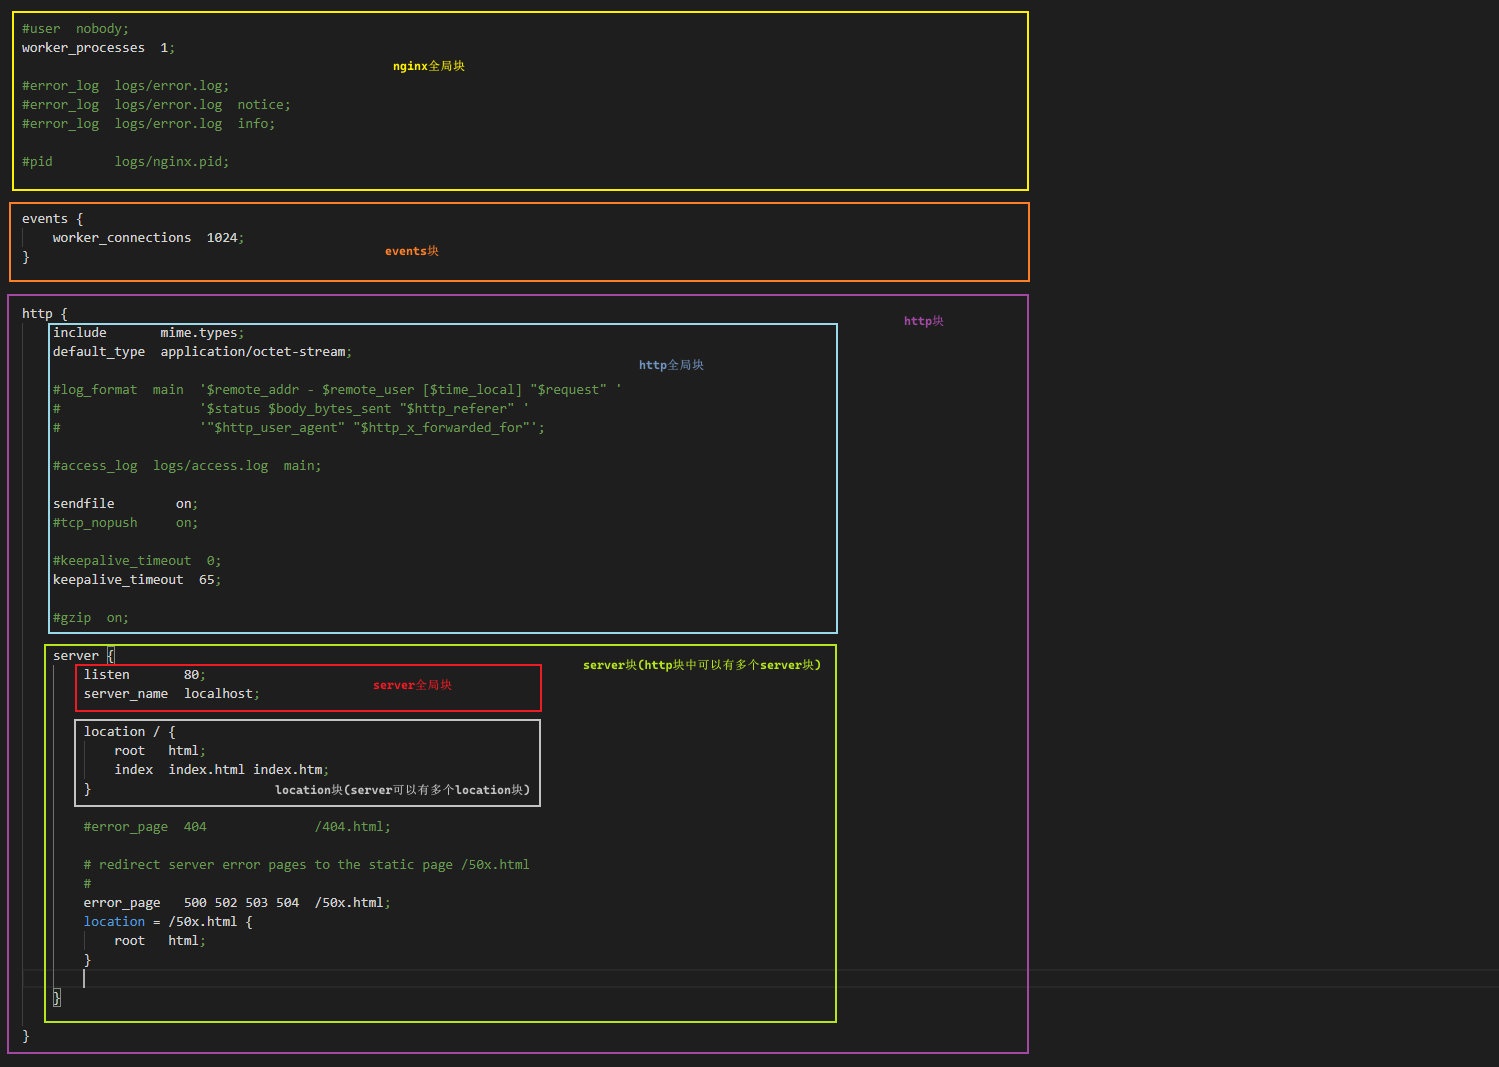 #user  nobody;
worker_processes  1;
nginx全局块
#error_log  logs/error.log;
#error_log  logs/error.log  notice;
#error_log  logs/error.log  info;
#pid        logs/nginx.pid;
events {
    worker_connections  1024;
events块
}
http {
http块
    include       mime.types;
    default_type  application/octet-stream;
http全局块
    #log_format  main  '$remote_addr - $remote_user [$time_local] "$request" '
    #                  '$status $body_bytes_sent "$http_referer" '
    #                  '"$http_user_agent" "$http_x_forwarded_for"';
    #access_log  logs/access.log  main;
    sendfile        on;
    #tcp_nopush     on;
    #keepalive_timeout  0;
    keepalive_timeout  65;
    #gzip  on;
    server {
server块(http块中可以有多个server块)
        listen       80;
server全局块
        server_name  localhost;
        location / {
            root   html;
            index  index.html index.htm;
        }
location块(server可以有多个location块)
        #error_page  404              /404.html;
        # redirect server error pages to the static page /50x.html
        #
        error_page   500 502 503 504  /50x.html;
        location = /50x.html {
            root   html;
        }
    }
}